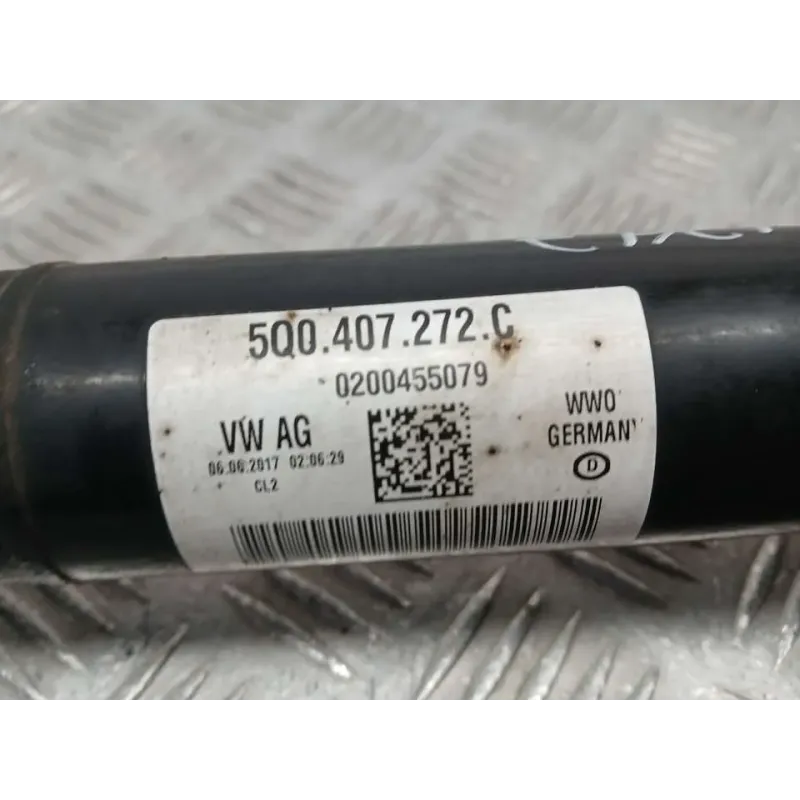 5Q0.407.272.C
0200455079
VW AG
06.06.2017 02:06:29
CL2
WWO
GERMANY
D